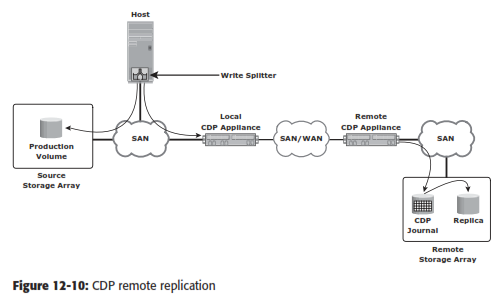 Host
Write Splitter
Local
CDP Appliance
Remote
CDP Appliance
SAN
SAN/WAN
SAN
Production
Volume
Source
Storage Array
CDP
Journal
Replica
Remote
Storage Array
Figure 12-10: CDP remote replication